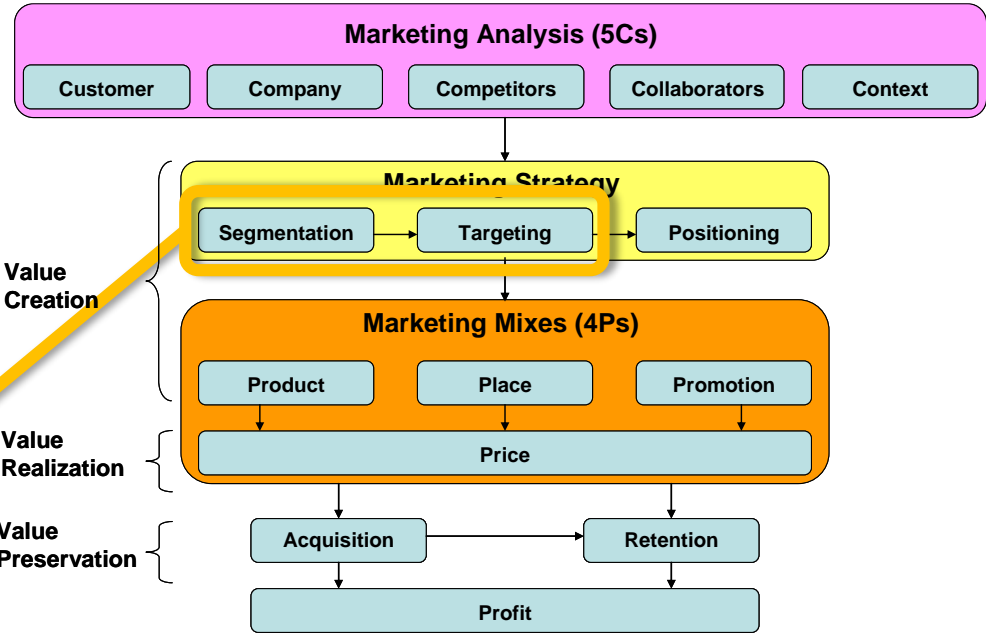 Marketing Analysis (5Cs)
Customer
Company
Competitors
Collaborators
Context
Marketing Strategy
Segmentation
Targeting
Positioning
Value
Creation
Marketing Mixes (4Ps)
Product
Place
Promotion
Value
Realization
Price
Value
Preservation
Acquisition
Retention
Profit